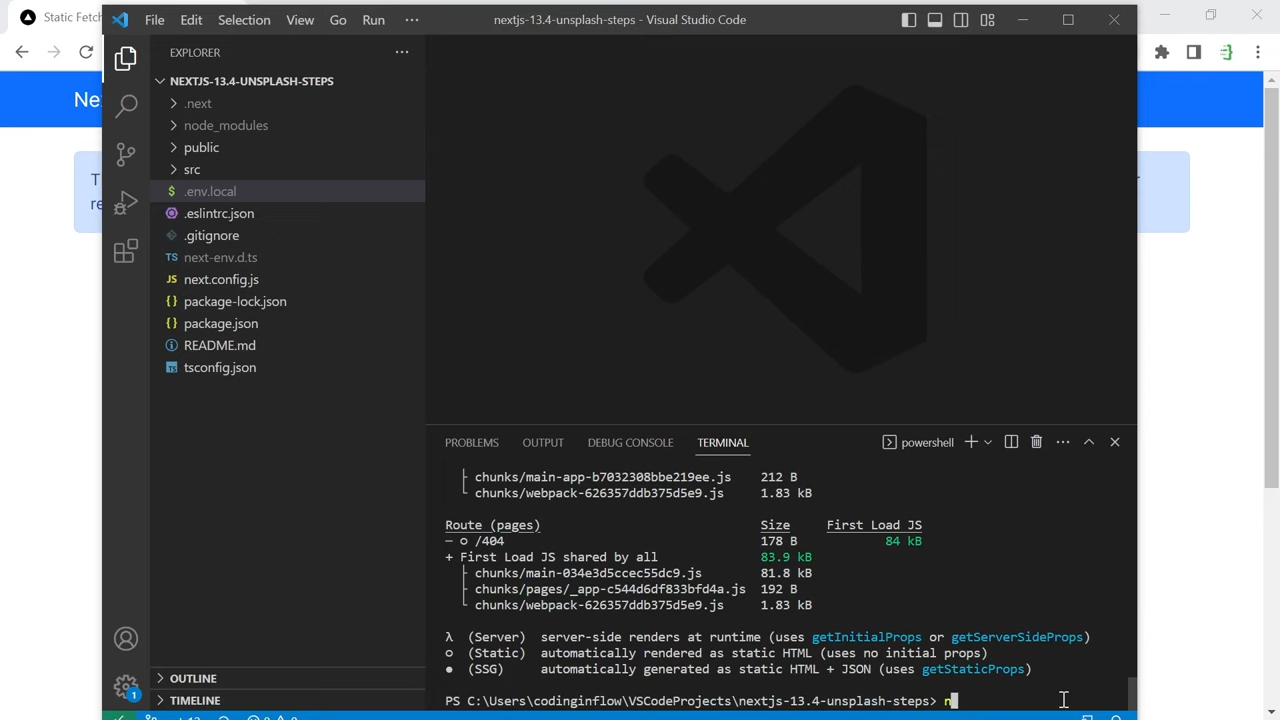 Static Fetch
File Edit Selection View Go Run ···
nextjs-13.4-unsplash-steps - Visual Studio Code
EXPLORER
NEXTJS-13.4-UNSPLASH-STEPS
.next
node_modules
public
src
$ .env.local
.eslintrc.json
.gitignore
TS next-env.d.ts
JS next.config.js
{} package-lock.json
{} package.json
README.md
TS tsconfig.json
OUTLINE
TIMELINE
1
PROBLEMS OUTPUT DEBUG CONSOLE TERMINAL
powershell
├ chunks/main-app-b7032308bbe219ee.js 212 B
└ chunks/webpack-626357ddb375d5e9.js 1.83 kB
Route (pages) Size First Load JS
─ ○ /404 178 B 84 kB
+ First Load JS shared by all 83.9 kB
├ chunks/main-034e3d5ccec55dc9.js 81.8 kB
├ chunks/pages/_app-c544d6df833bfd4a.js 192 B
└ chunks/webpack-626357ddb375d5e9.js 1.83 kB
λ (Server) server-side renders at runtime (uses getInitialProps or getServerSideProps)
○ (Static) automatically rendered as static HTML (uses no initial props)
● (SSG) automatically generated as static HTML + JSON (uses getStaticProps)
PS C:\Users\codinginflow\VSCodeProjects\nextjs-13.4-unsplash-steps> n